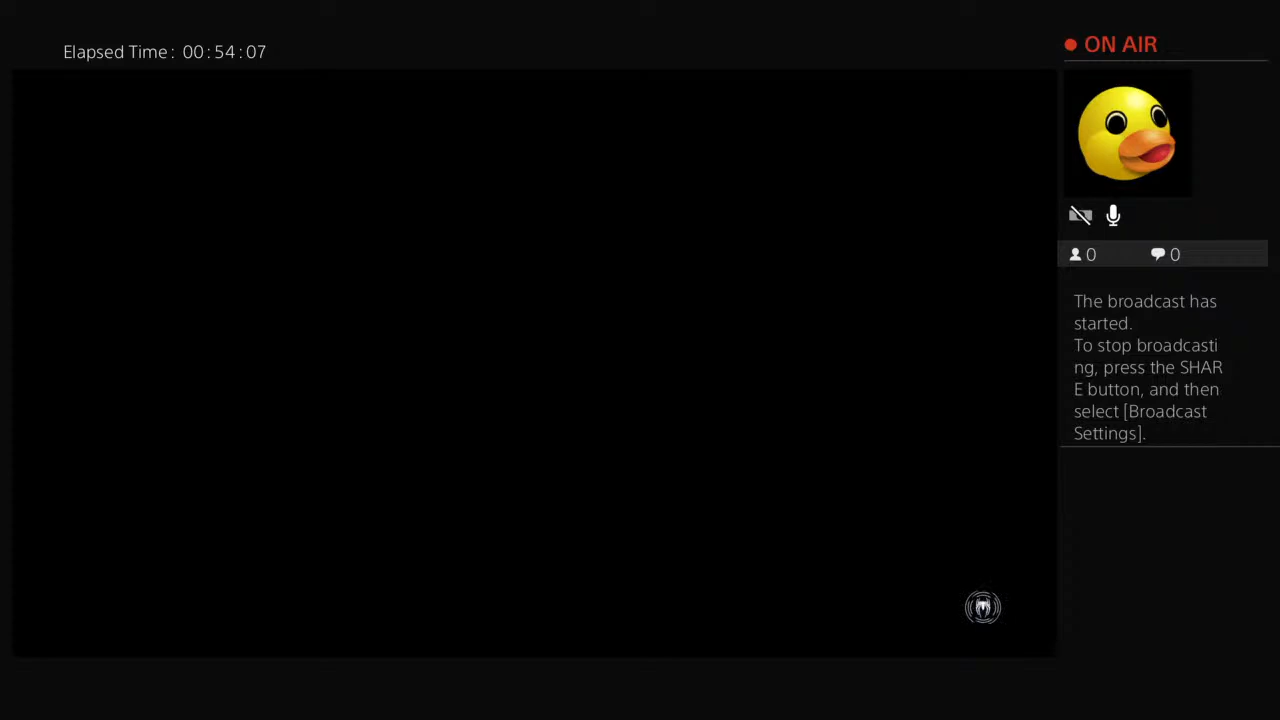 Elapsed Time: 00:54:07
ON AIR
0 0
The broadcast has
started.
To stop broadcasti
ng, press the SHAR
E button, and then
select [Broadcast
Settings].